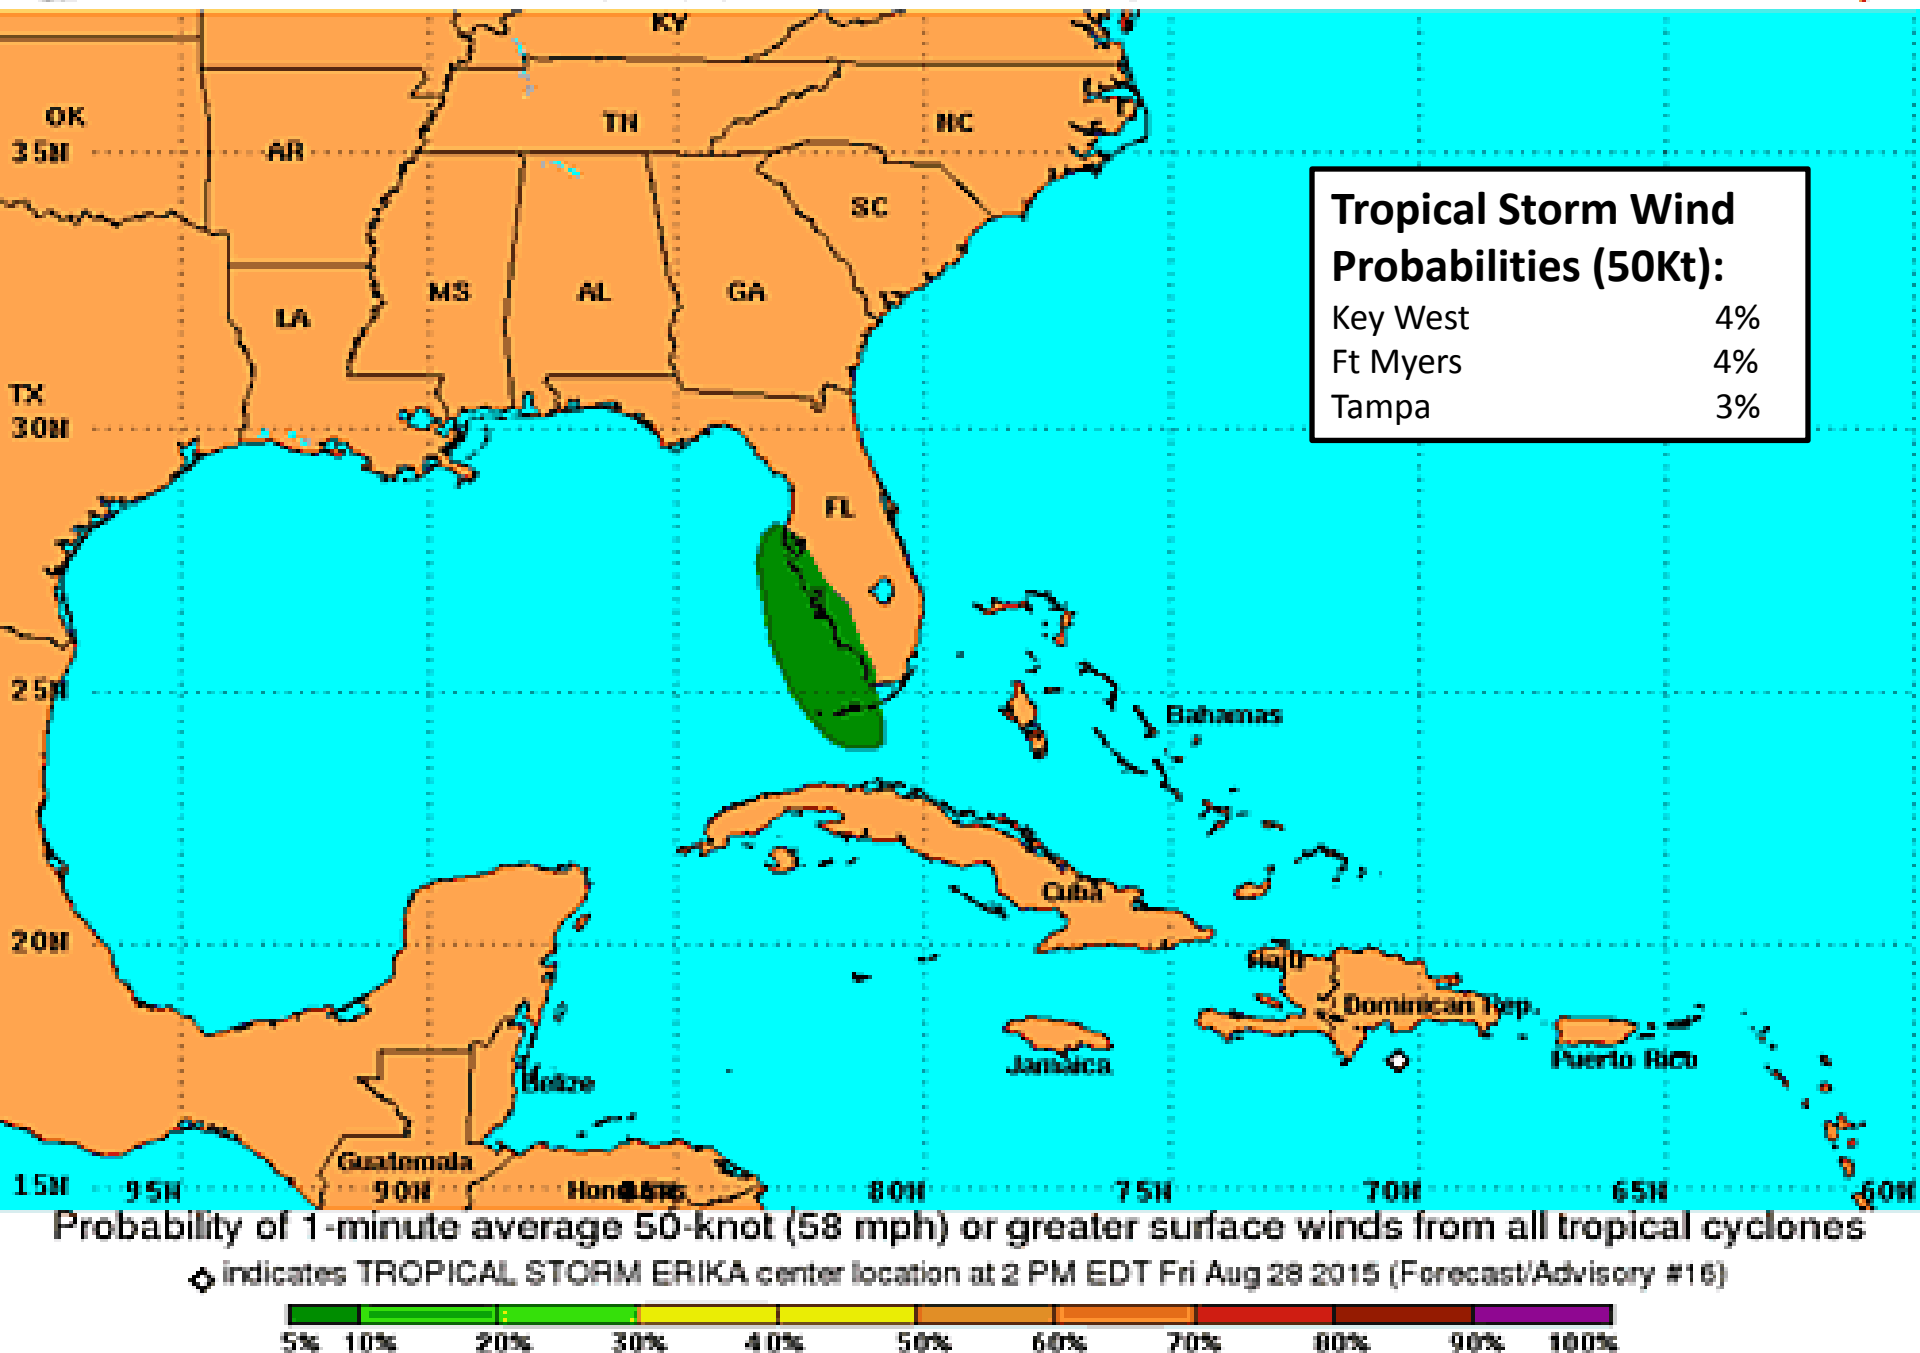 KY
OK
TN
NC
35N
AR
SC
MS
AL
GA
LA
TX
30N
FL
25N
Tropical Storm Wind
Probabilities (50Kt):
Key West 4%
Ft Myers 4%
Tampa 3%
Bahamas
Cuba
20N
Haiti
Dominican Rep.
Jamaica
Puerto Rico
Belize
Guatemala
15N 95W 90W 80W 75W 70W 65W 60W
Probability of 1-minute average 50-knot (58 mph) or greater surface winds from all tropical cyclones
indicates TROPICAL STORM ERIKA center location at 2 PM EDT Fri Aug 28 2015 (Forecast/Advisory #16)
5% 10% 20% 30% 40% 50% 60% 70% 80% 90% 100%